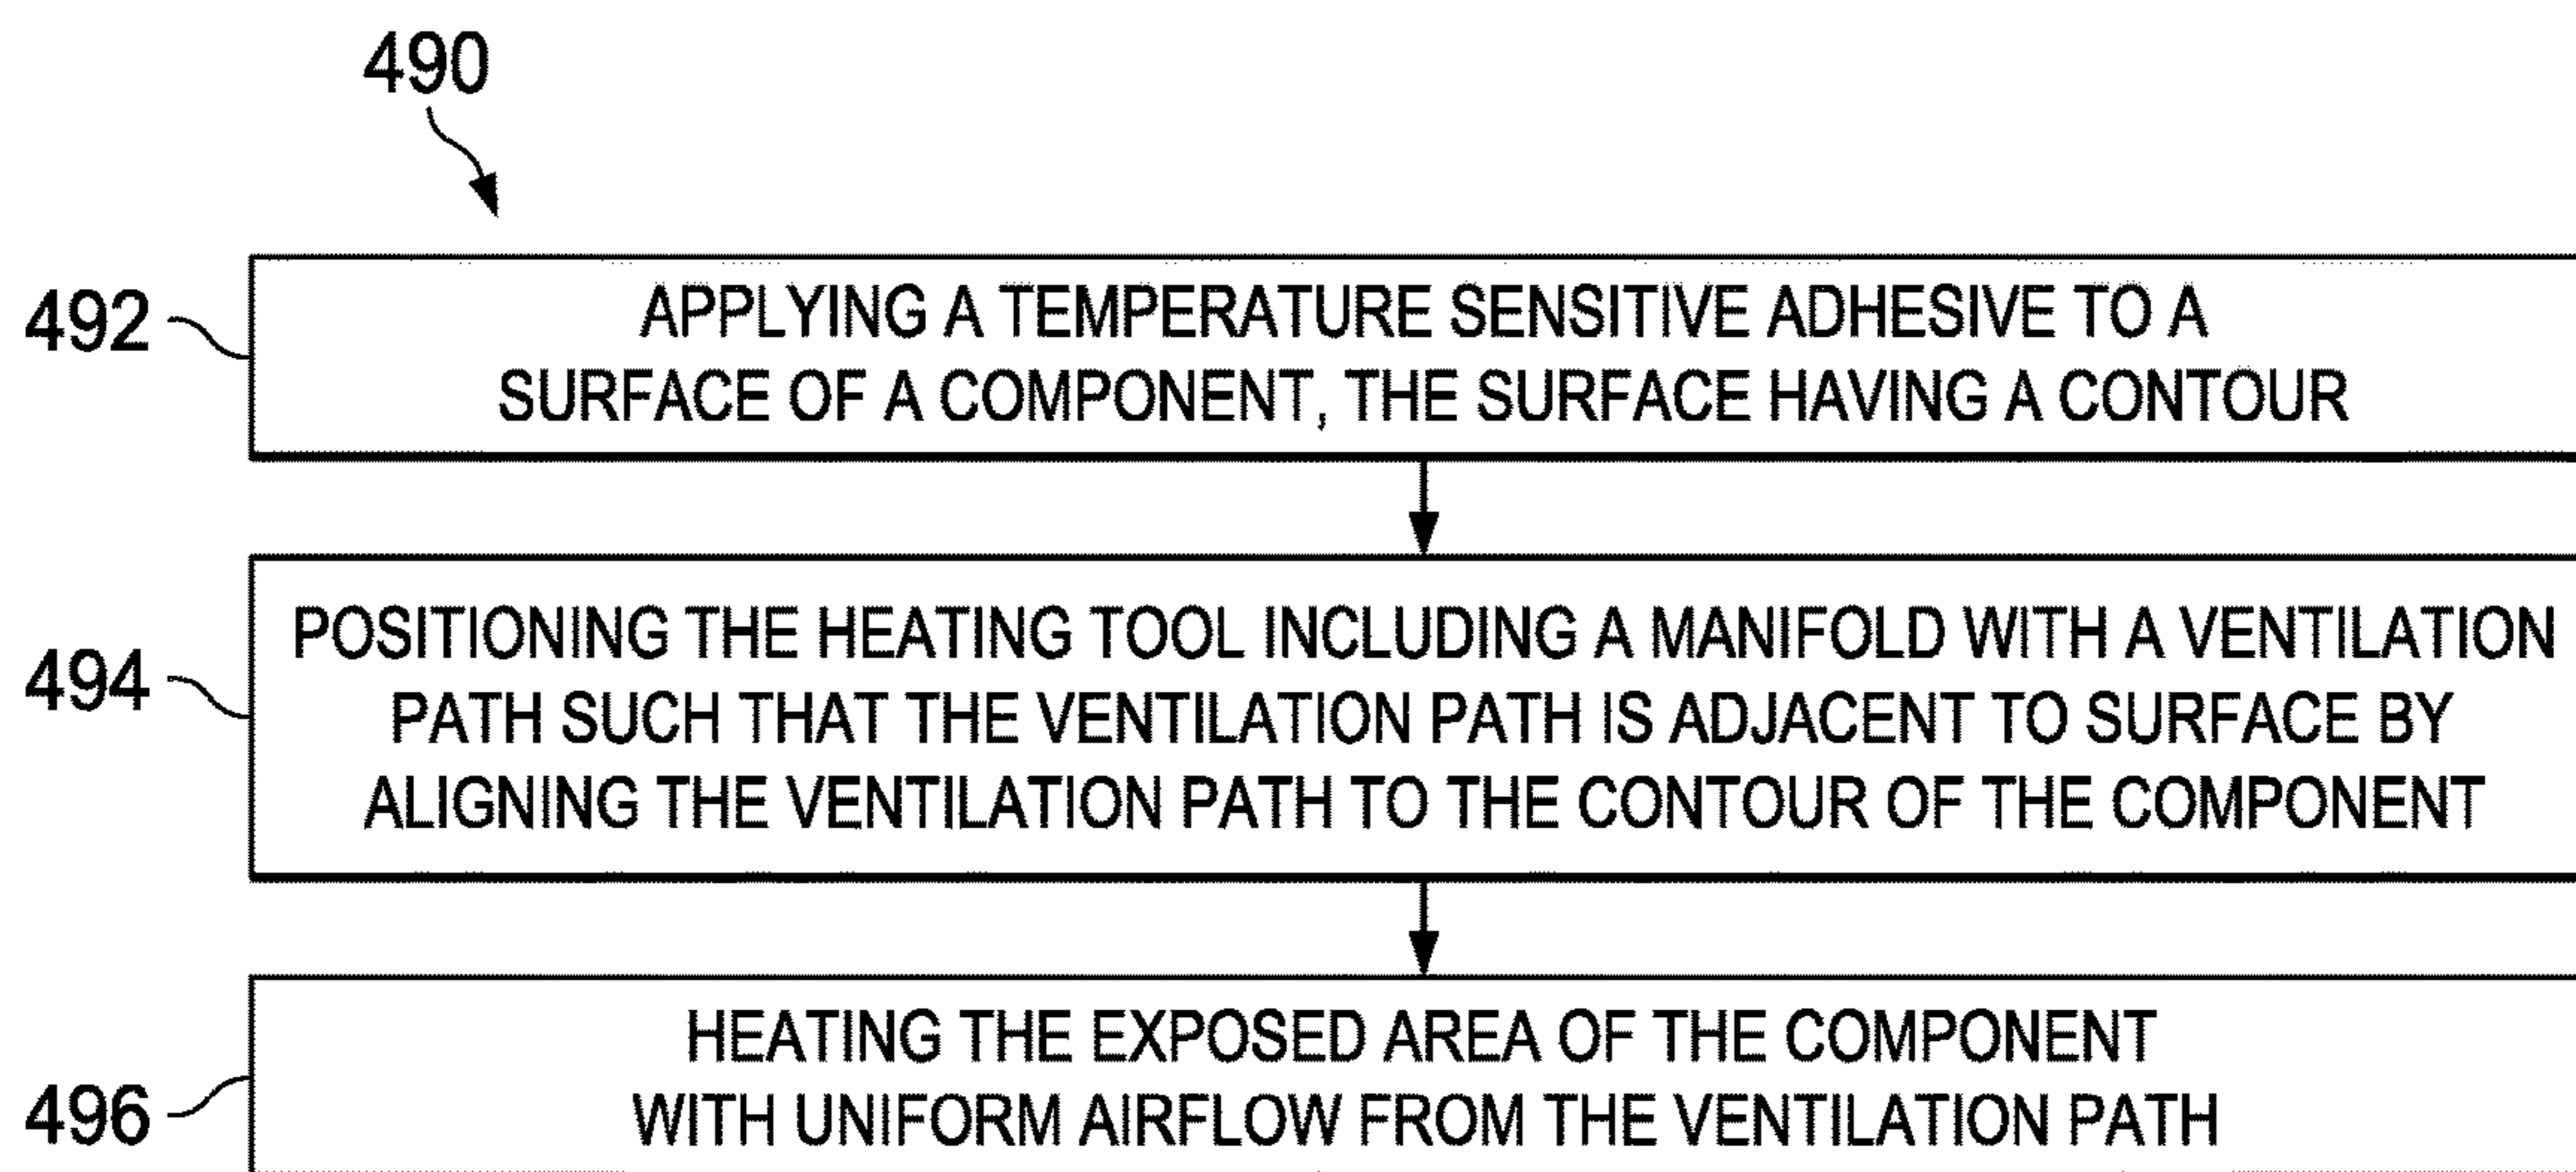 490
492
APPLYING A TEMPERATURE SENSITIVE ADHESIVE TO A
SURFACE OF A COMPONENT, THE SURFACE HAVING A CONTOUR
494
POSITIONING THE HEATING TOOL INCLUDING A MANIFOLD WITH A VENTILATION
PATH SUCH THAT THE VENTILATION PATH IS ADJACENT TO SURFACE BY
ALIGNING THE VENTILATION PATH TO THE CONTOUR OF THE COMPONENT
496
HEATING THE EXPOSED AREA OF THE COMPONENT
WITH UNIFORM AIRFLOW FROM THE VENTILATION PATH